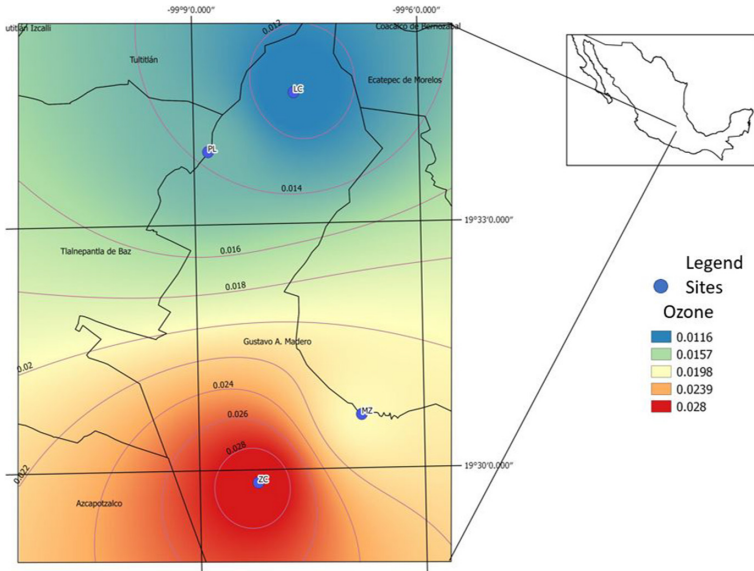 -99°9'0.000"
-99°6'0.000"
0.012
Coacalco de Berriozábal
utitlán Izcalli
Tultitlán
Ecatepec de Morelos
LC
PL
0.014
19°33'0.000"
0.016
Tlalnepantla de Baz
0.018
Legend
Sites
Ozone
0.0116
0.0157
0.0198
0.0239
0.028
Gustavo A. Madero
0.02
0.024
0.026
MZ
0.028
19°30'0.000"
0.022
ZC
Azcapotzalco